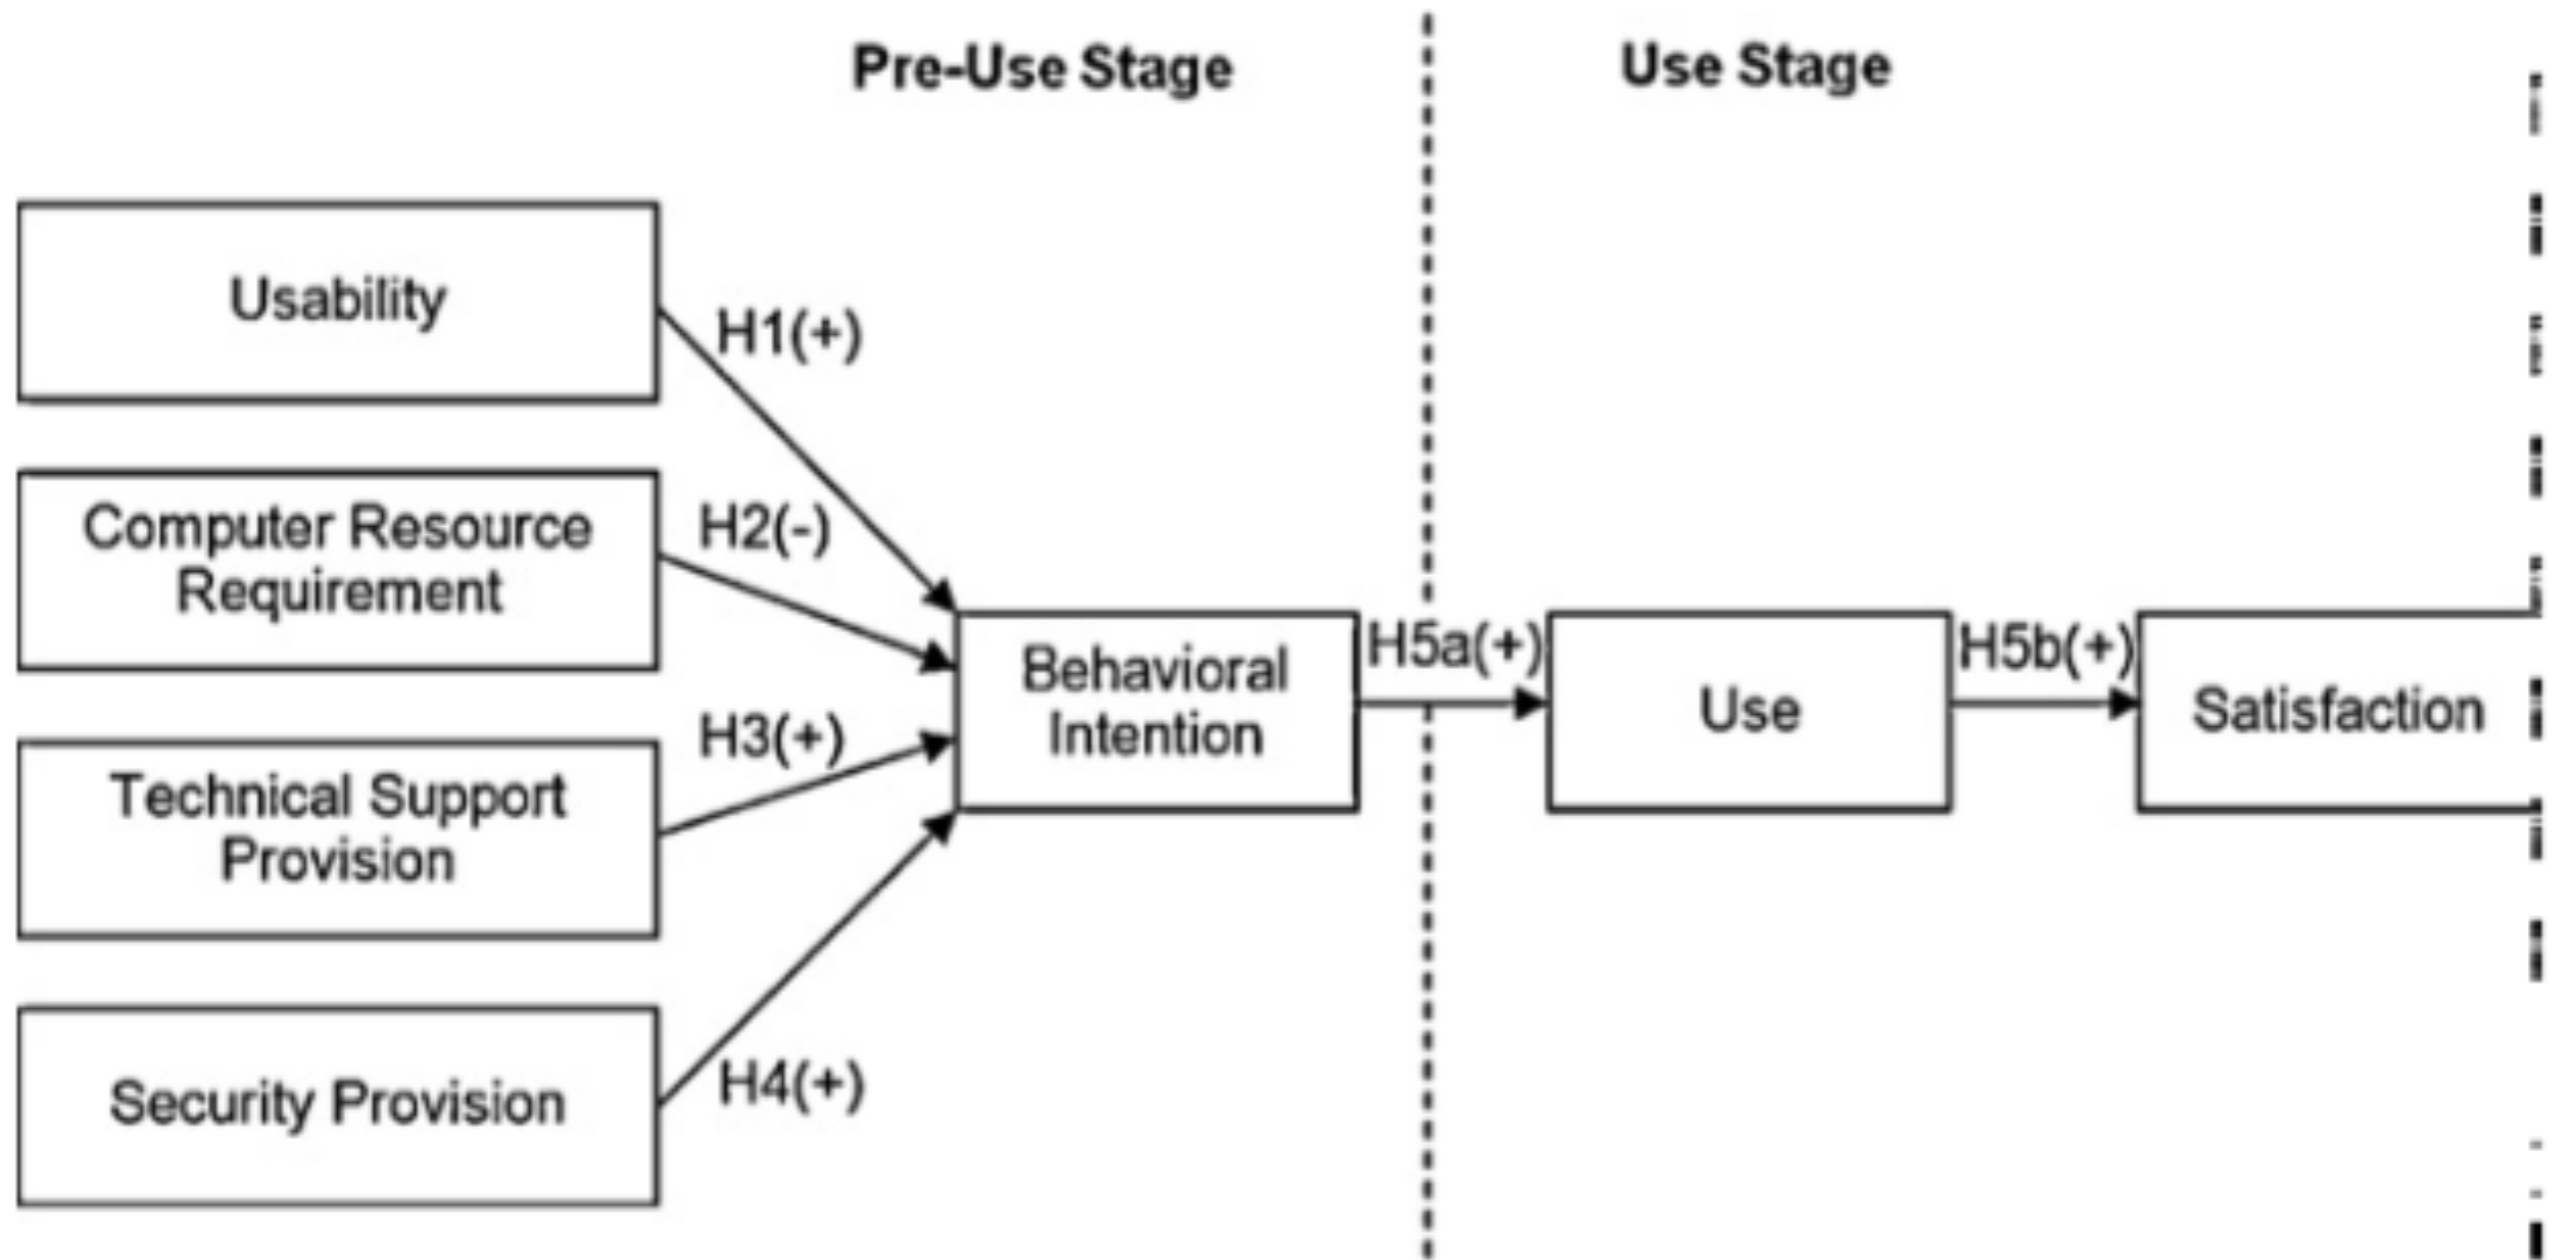 Pre-Use Stage
Use Stage
Usability
H1(+)
Computer Resource
Requirement
H2(-)
Technical Support
Provision
H3(+)
Security Provision
H4(+)
Behavioral
Intention
H5a(+)
Use
H5b(+)
Satisfaction